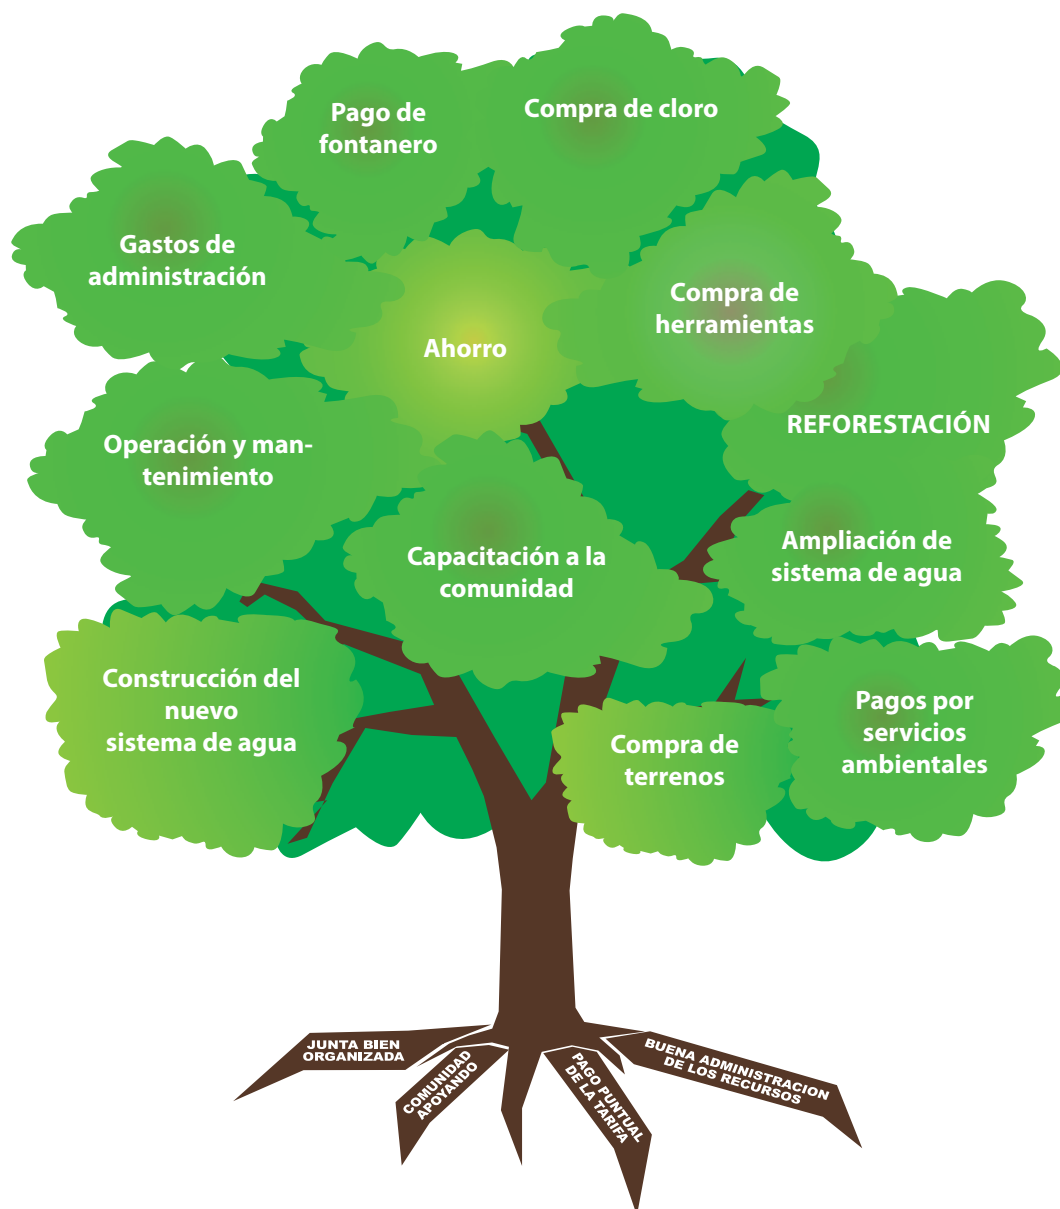 Pago de
fontanero
Compra de cloro
Gastos de
administración
Compra de
herramientas
Ahorro
REFORESTACIÓN
Operación y man-
tenimiento
Capacitación a la
comunidad
Ampliación de
sistema de agua
Construcción del
nuevo
sistema de agua
Compra de
terrenos
Pagos por
servicios
ambientales
JUNTA BIEN
ORGANIZADA
COMUNIDAD
APOYANDO
PAGO PUNTUAL
DE LA TARIFA
BUENA ADMINISTRACION
DE LOS RECURSOS